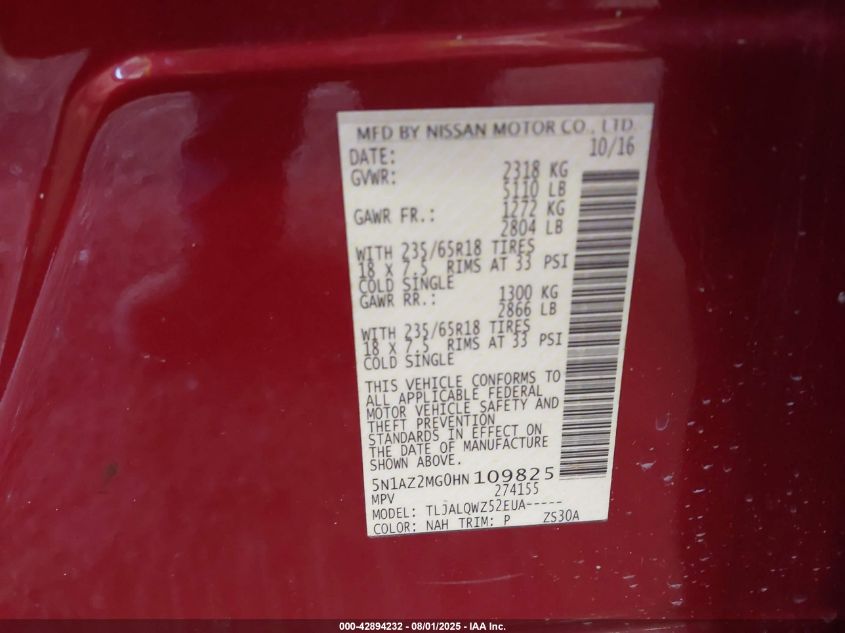 MFD BY NISSAN MOTOR CO., LTD.
DATE: 10/16
GVWR: 2318 KG
5110 LB
GAWR FR.: 1272 KG
2804 LB
WITH 235/65R18 TIRES
18 X 7.5 RIMS AT 33 PSI
COLD SINGLE
GAWR RR.: 1300 KG
2866 LB
WITH 235/65R18 TIRES
18 X 7.5 RIMS AT 33 PSI
COLD SINGLE
THIS VEHICLE CONFORMS TO
ALL APPLICABLE FEDERAL
MOTOR VEHICLE SAFETY AND
THEFT PREVENTION
STANDARDS IN EFFECT ON
THE DATE OF MANUFACTURE
SHOWN ABOVE.
5N1AZ2MG0HN109825
MPV 274155
MODEL: TLJALQWZ52EUA-----
COLOR: NAH TRIM: P ZS30A
000-42894232 - 08/01/2025 - IAA Inc.